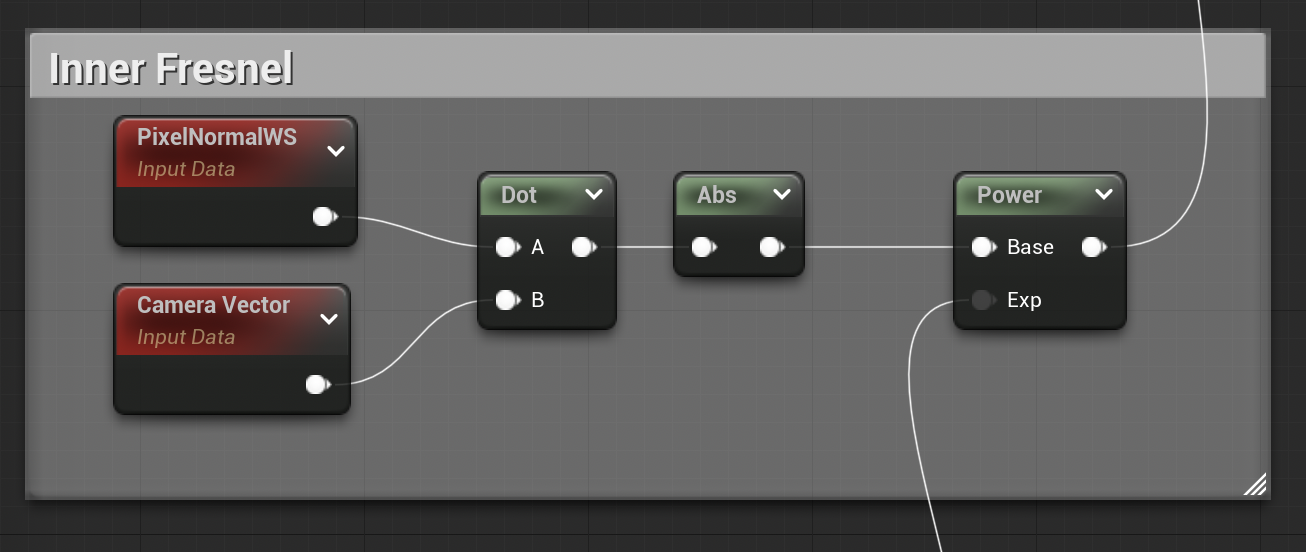 Inner Fresnel
PixelNormalWS
Input Data
Camera Vector
Input Data
Dot
A
B
Abs
Power
Base
Exp